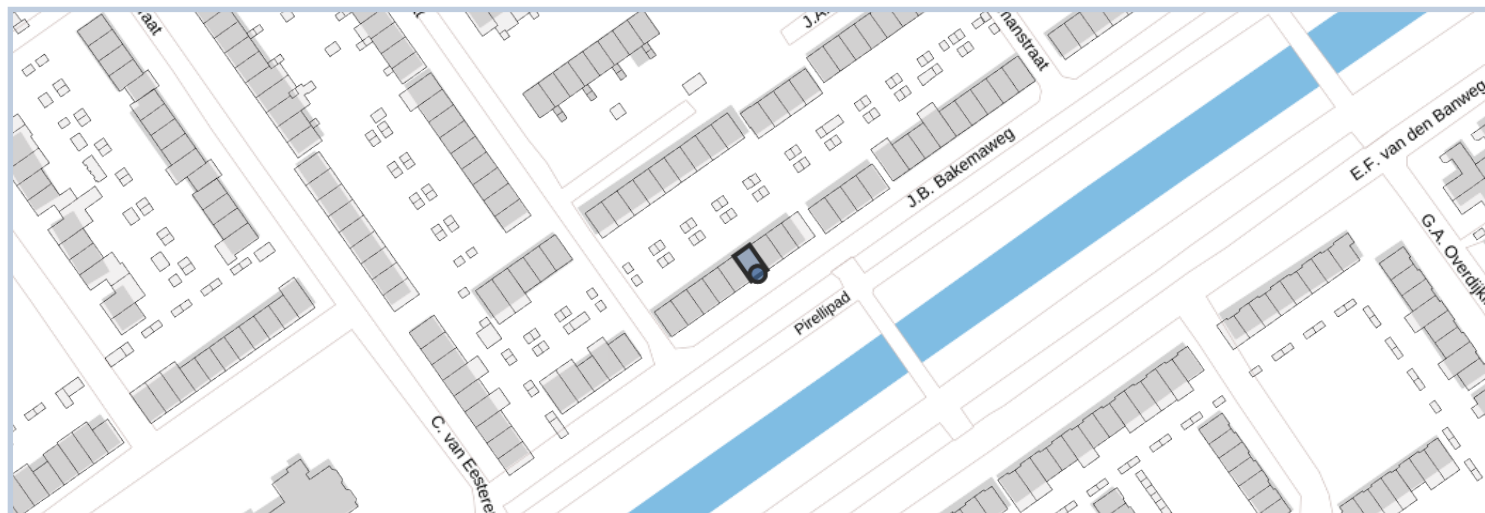 J.A.
J.B. Bakemaweg
E.F. van den Banweg
Pirellipad
C. van Eestere
G.A. Overdijk